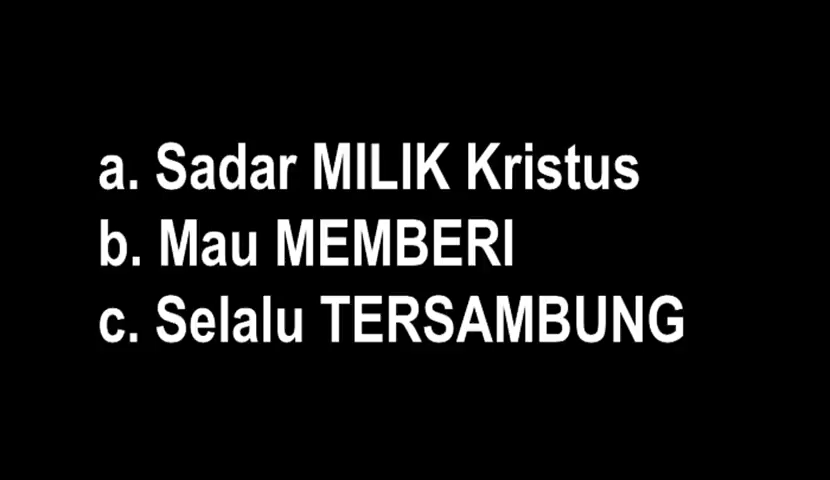 a. Sadar MILIK Kristus
b. Mau MEMBERI
c. Selalu TERSAMBUNG